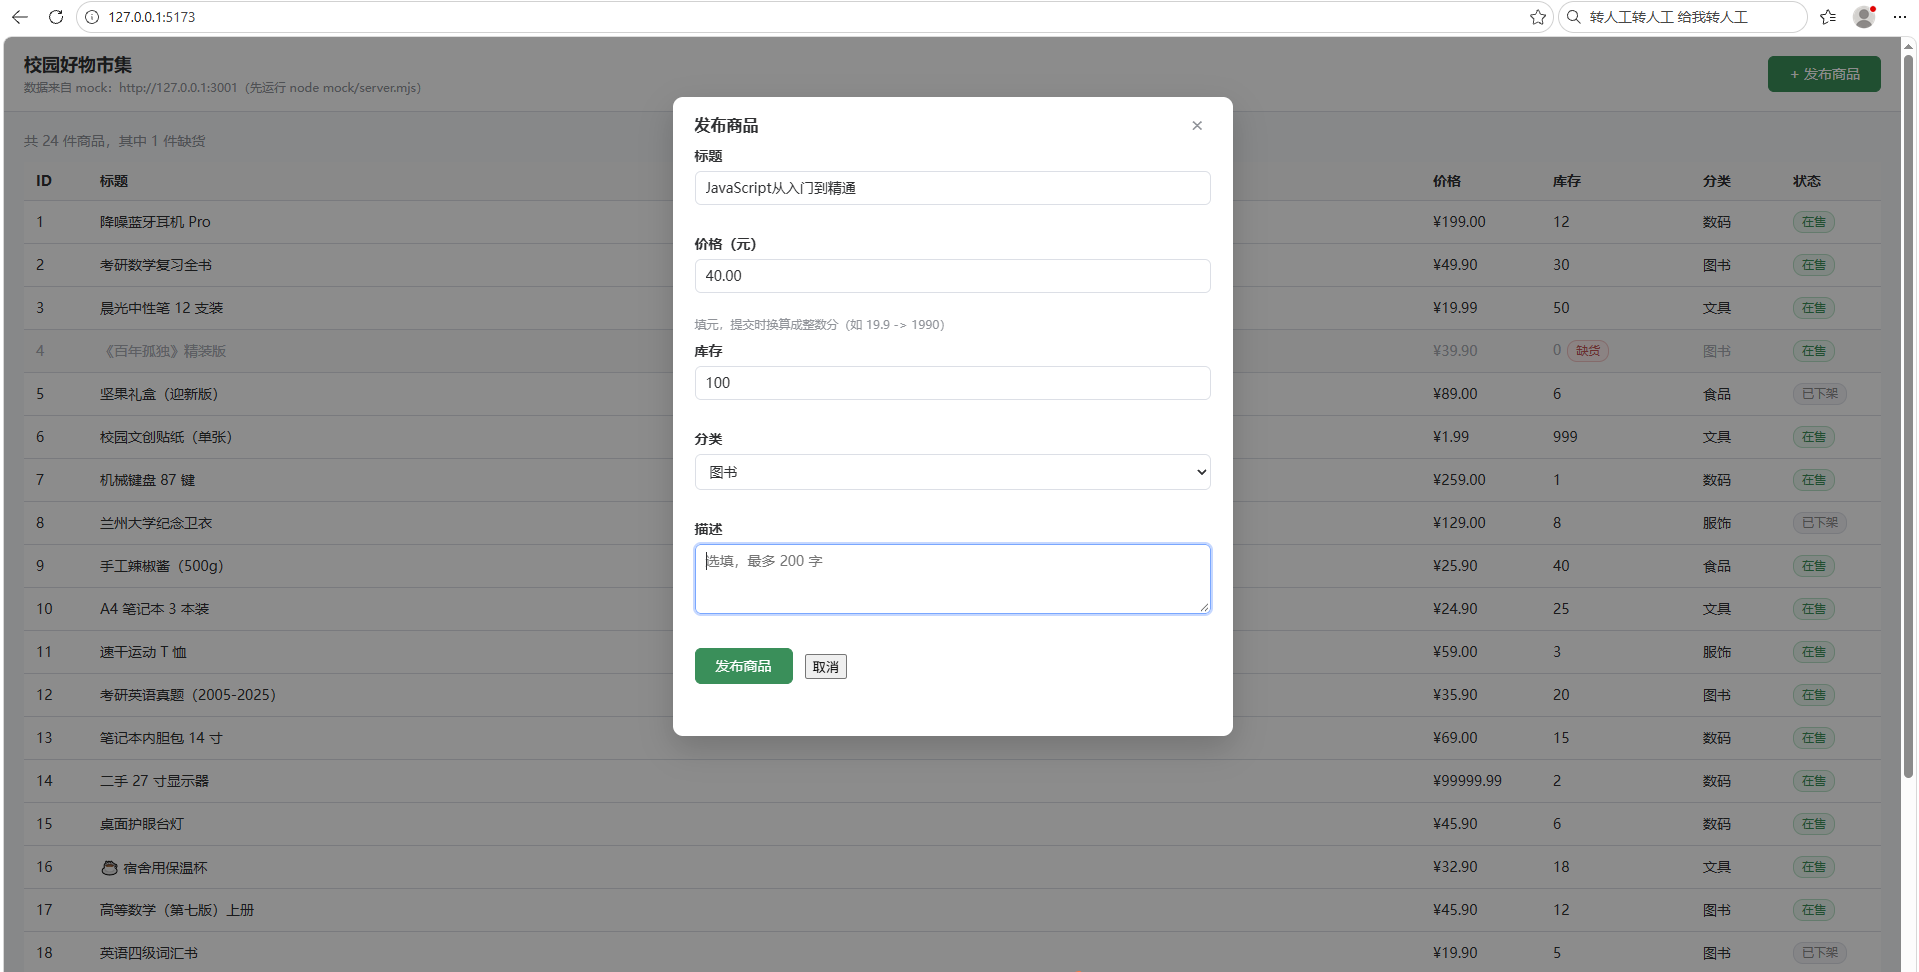 127.0.0.1:5173
转人工转人工 给我转人工
校园好物市集
数据来自 mock：http://127.0.0.1:3001（先运行 node mock/server.mjs）
+ 发布商品
共 24 件商品，其中 1 件缺货
ID 标题 价格 库存 分类 状态
1 降噪蓝牙耳机 Pro ¥199.00 12 数码 在售
2 考研数学复习全书 ¥49.90 30 图书 在售
3 晨光中性笔 12 支装 ¥19.99 50 文具 在售
4 《百年孤独》精装版 ¥39.90 0 缺货 图书 在售
5 坚果礼盒（迎新版） ¥89.00 6 食品 已下架
6 校园文创贴纸（单张） ¥1.99 999 文具 在售
7 机械键盘 87 键 ¥259.00 1 数码 在售
8 兰州大学纪念卫衣 ¥129.00 8 服饰 已下架
9 手工辣椒酱（500g） ¥25.90 40 食品 在售
10 A4 笔记本 3 本装 ¥24.90 25 文具 在售
11 速干运动 T 恤 ¥59.00 3 服饰 在售
12 考研英语真题（2005-2025） ¥35.90 20 图书 在售
13 笔记本内胆包 14 寸 ¥69.00 15 数码 在售
14 二手 27 寸显示器 ¥99999.99 2 数码 在售
15 桌面护眼台灯 ¥45.90 6 数码 在售
16 宿舍用保温杯 ¥32.90 18 文具 在售
17 高等数学（第七版）上册 ¥45.90 12 图书 在售
18 英语四级词汇书 ¥19.90 5 图书 已下架
发布商品 ×
标题
JavaScript从入门到精通
价格（元）
40.00
填元，提交时换算成整数分（如 19.9 -> 1990）
库存
100
分类
图书
描述
选填，最多 200 字
发布商品 取消